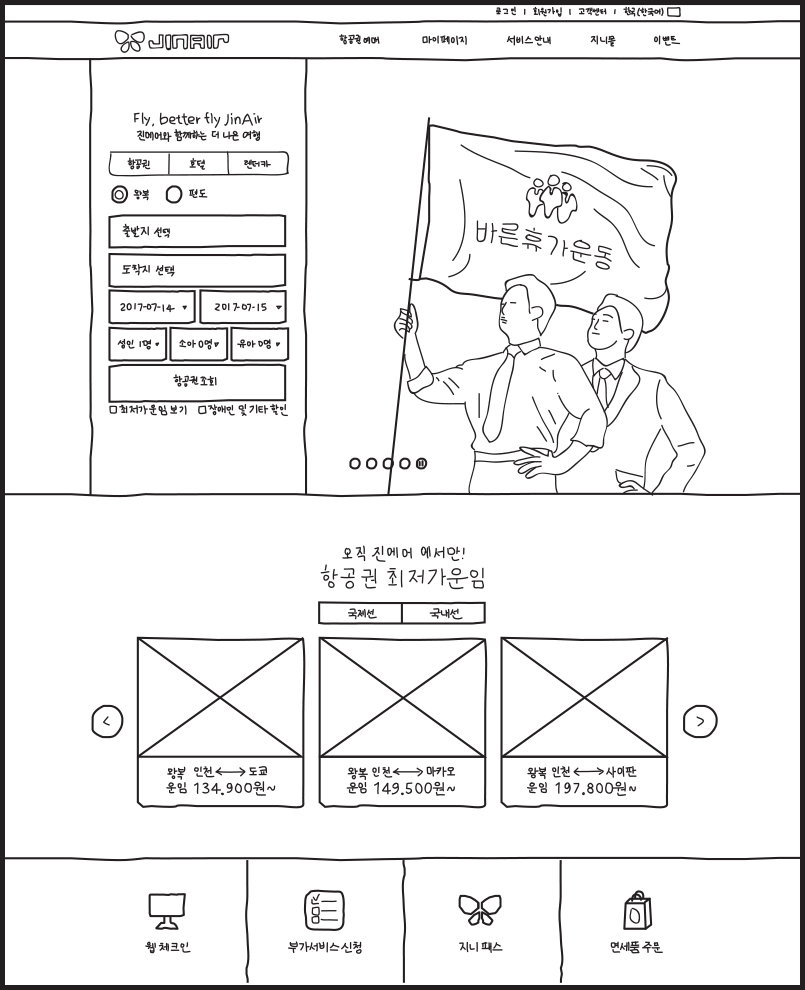 로그인 | 회원가입 | 고객센터 | 한국(한국어)
JINAIR 항공권 예매 마이페이지 서비스 안내 지니몰 이벤트
Fly, better fly JinAir
진에어와 함께하는 더 나은 여행
항공권 호텔 렌터카
왕복 편도
출발지 선택
도착지 선택
2017-07-14 2017-07-15
성인 1명 소아 0명 유아 0명
항공권 조회
최저가 운임 보기 장애인 및 기타 할인
바른휴가운동
오직 진에어 에서만!
항공권 최저가운임
국제선 국내선
<
왕복 인천 ↔ 도쿄
운임 134.900원~
왕복 인천 ↔ 마카오
운임 149.500원~
왕복 인천 ↔ 사이판
운임 197.800원~
>
웹 체크인 부가서비스 신청 지니 패스 면세품 주문